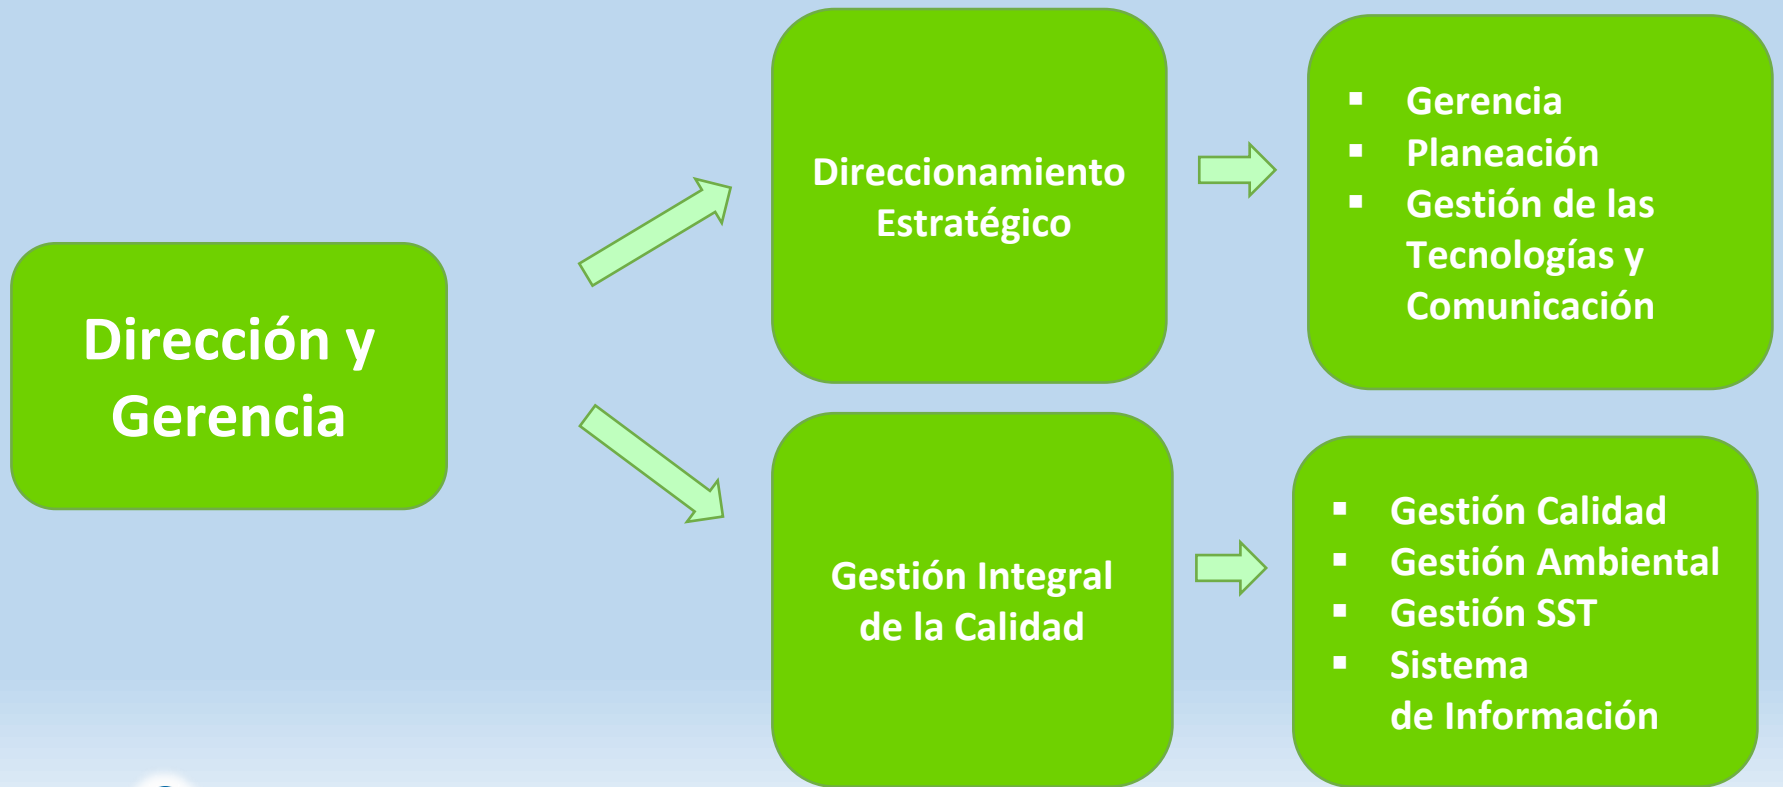 Dirección y
Gerencia
Direccionamiento
Estratégico
▪ Gerencia
▪ Planeación
▪ Gestión de las
Tecnologías y
Comunicación
Gestión Integral
de la Calidad
▪ Gestión Calidad
▪ Gestión Ambiental
▪ Gestión SST
▪ Sistema
de Información